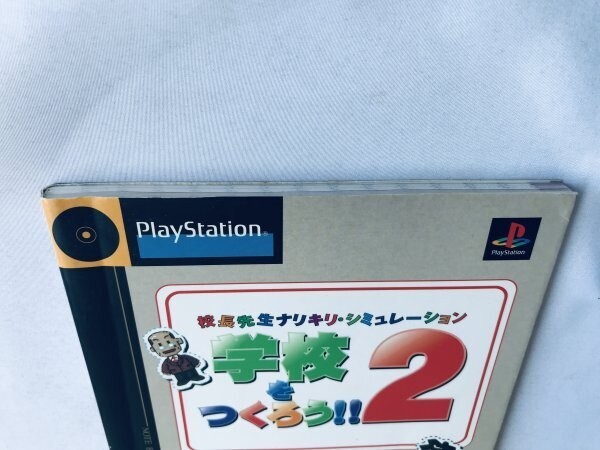 PlayStation
PlayStation
校長先生ナリキリ・シミュレーション
学校
を
つくろう!!
2